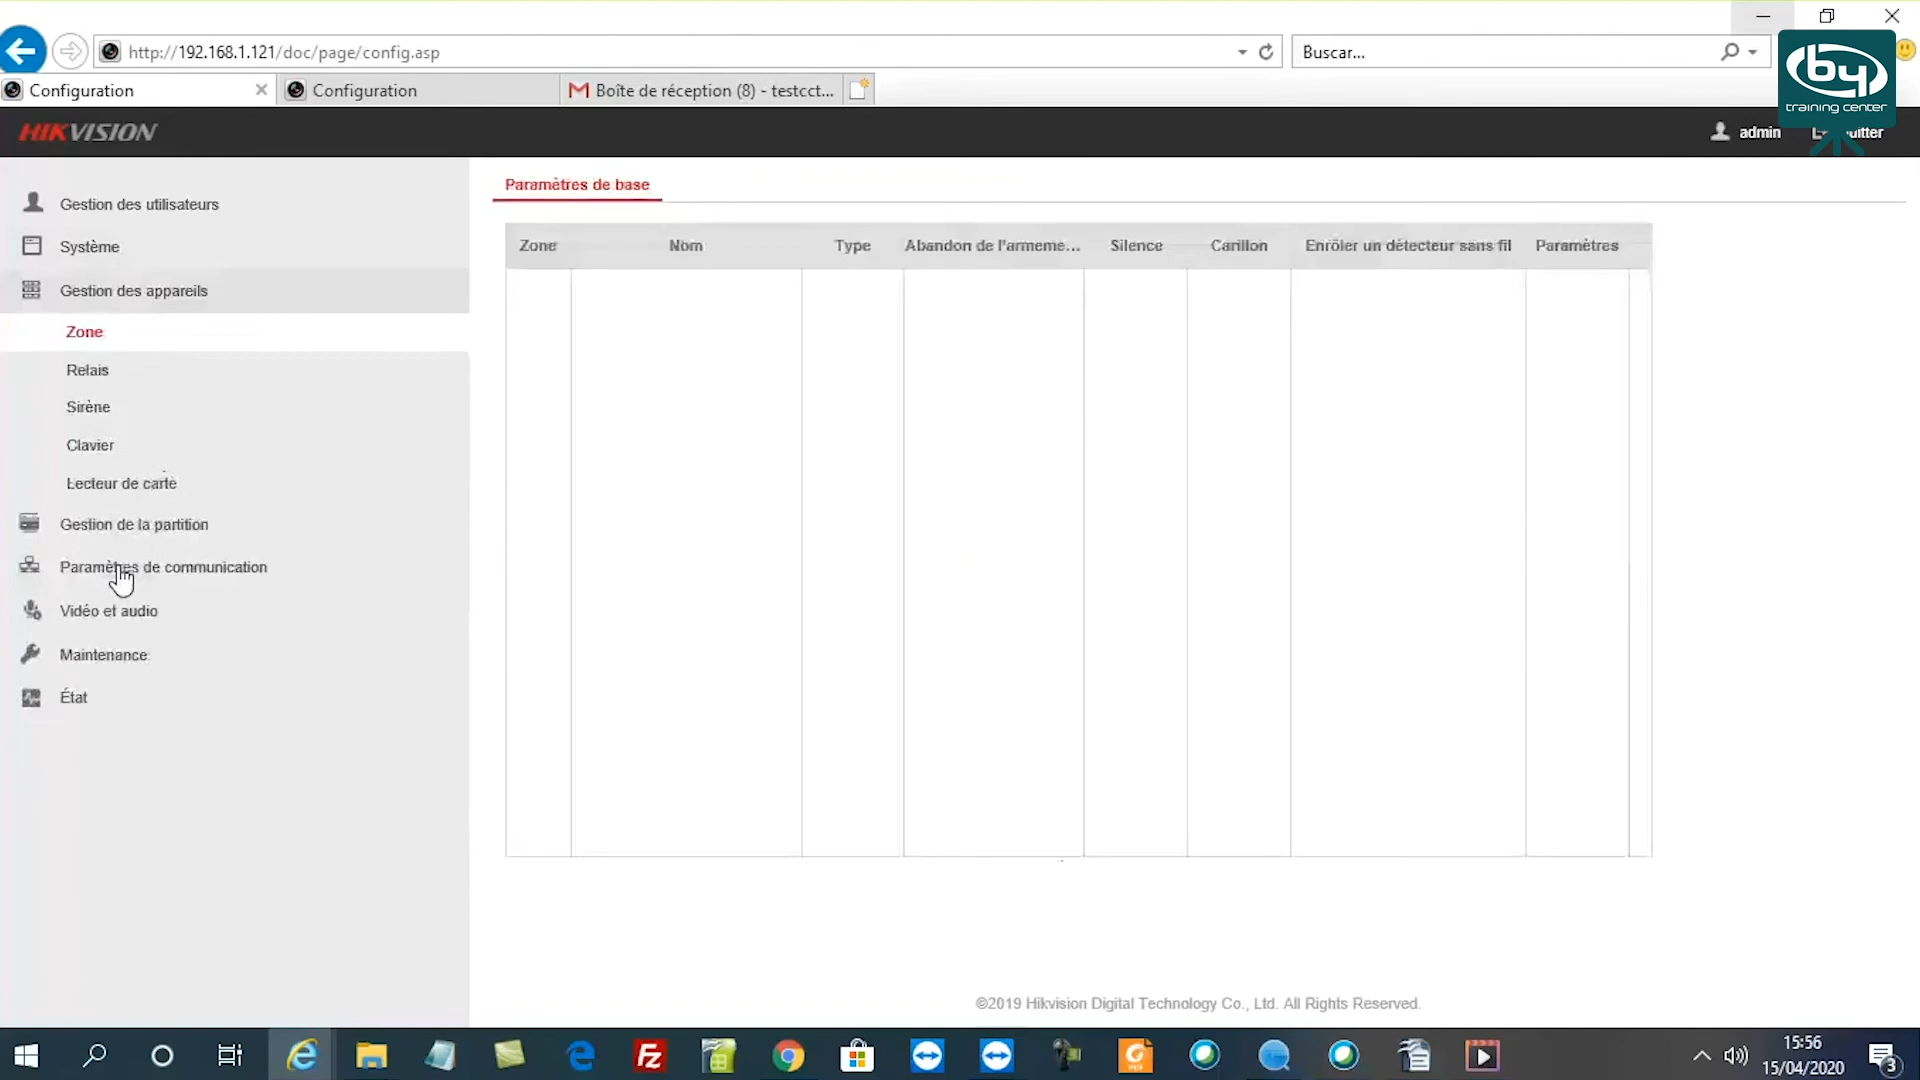 http://192.168.1.121/doc/page/config.asp
Buscar...
by
training center
Configuration
Configuration
Boîte de réception (8) - testcct...
HIKVISION
admin
Gestion des utilisateurs
Système
Gestion des appareils
Zone
Relais
Sirène
Clavier
Lecteur de carte
Gestion de la partition
Paramètres de communication
Vidéo et audio
Maintenance
État
Paramètres de base
Zone Nom Type Abandon de l'armeme... Silence Carillon Enrôler un détecteur sans fil Paramètres
©2019 Hikvision Digital Technology Co., Ltd. All Rights Reserved.
15:56
15/04/2020
3